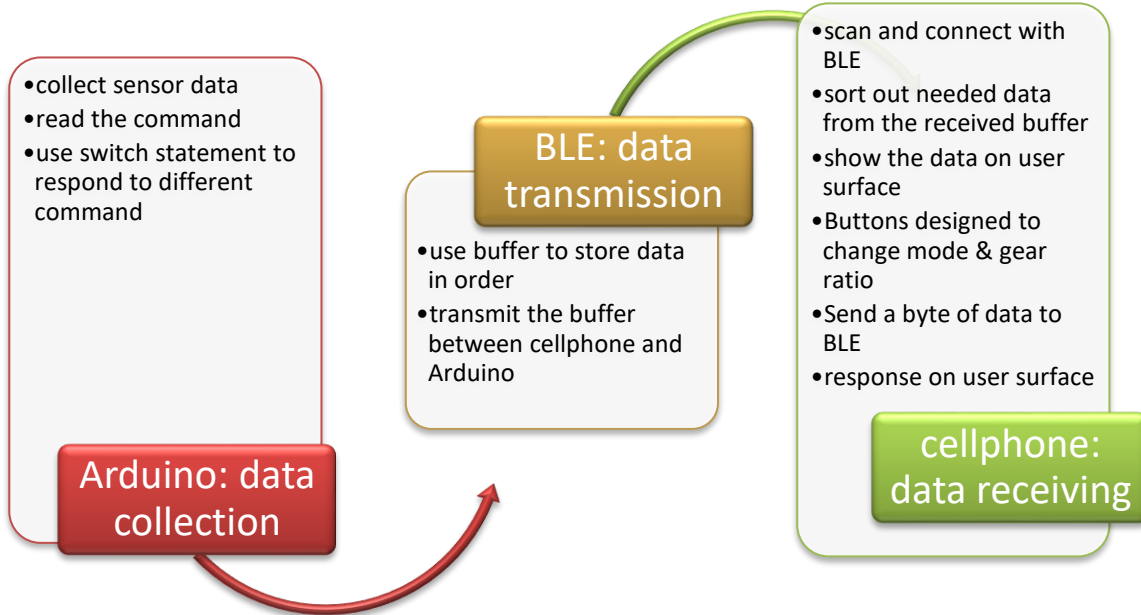 •collect sensor data
•read the command
•use switch statement to
respond to different
command
Arduino: data
collection
BLE: data
transmission
•use buffer to store data
in order
•transmit the buffer
between cellphone and
Arduino
•scan and connect with
BLE
•sort out needed data
from the received buffer
•show the data on user
surface
•Buttons designed to
change mode & gear
ratio
•Send a byte of data to
BLE
•response on user surface
cellphone:
data receiving